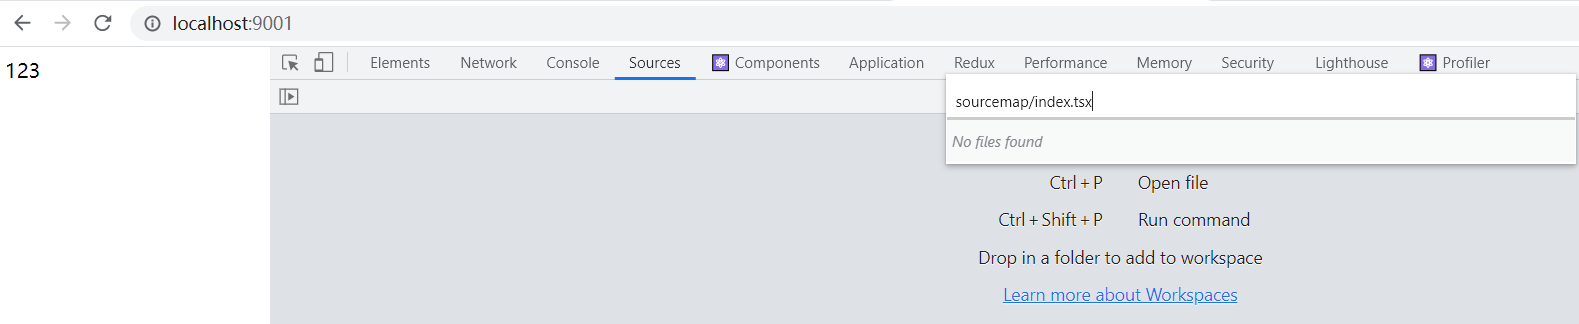 localhost:9001
123
Elements Network Console Sources Components Application Redux Performance Memory Security Lighthouse Profiler
sourcemap/index.tsx
No files found
Ctrl + P Open file
Ctrl + Shift + P Run command
Drop in a folder to add to workspace
Learn more about Workspaces